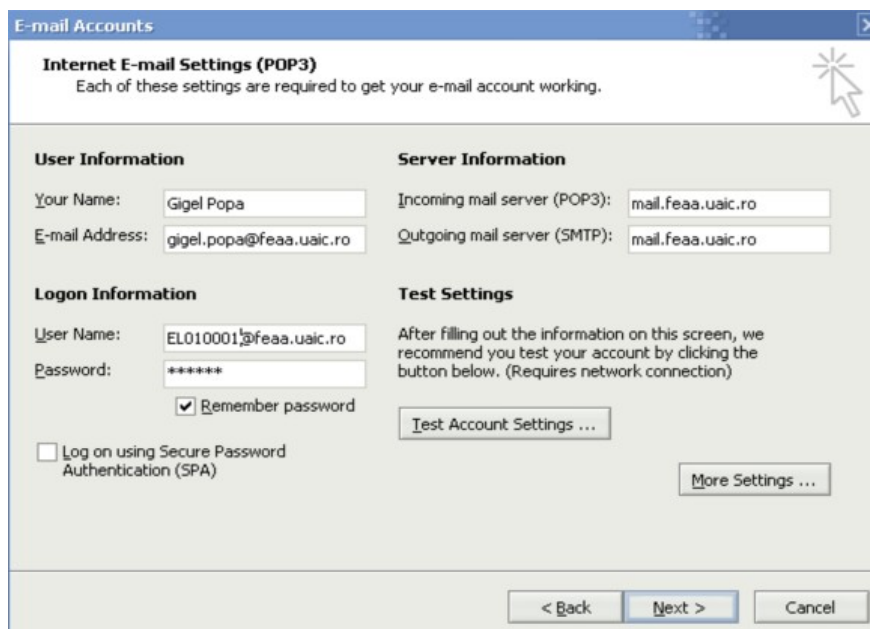 E-mail Accounts
Internet E-mail Settings (POP3)
Each of these settings are required to get your e-mail account working.
User Information
Your Name: Gigel Popa
E-mail Address: gigel.popa@feaa.uaic.ro
Server Information
Incoming mail server (POP3): mail.feaa.uaic.ro
Outgoing mail server (SMTP): mail.feaa.uaic.ro
Logon Information
User Name: EL010001@feaa.uaic.ro
Password: ******
Remember password
Log on using Secure Password
Authentication (SPA)
Test Settings
After filling out the information on this screen, we
recommend you test your account by clicking the
button below. (Requires network connection)
Test Account Settings ...
More Settings ...
< Back
Next >
Cancel